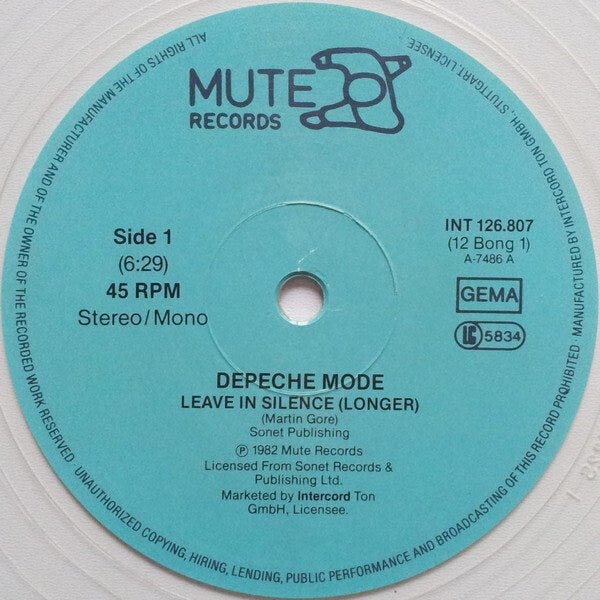 MUTE
RECORDS
Side 1
(6:29)
45 RPM
Stereo/Mono
INT 126.807
(12 Bong 1)
A-7486 A
GEMA
LC 5834
DEPECHE MODE
LEAVE IN SILENCE (LONGER)
(Martin Gore)
Sonet Publishing
℗ 1982 Mute Records
Licensed From Sonet Records &
Publishing Ltd.
Marketed by Intercord Ton
GmbH, Licensee.
ALL RIGHTS OF THE MANUFACTURER AND OF THE OWNER OF THE RECORDED WORK RESERVED · UNAUTHORIZED COPYING, HIRING, LENDING, PUBLIC PERFORMANCE AND BROADCASTING OF THIS RECORD PROHIBITED · MANUFACTURED BY INTERCORD TON GMBH, STUTTGART. LICENSEE.